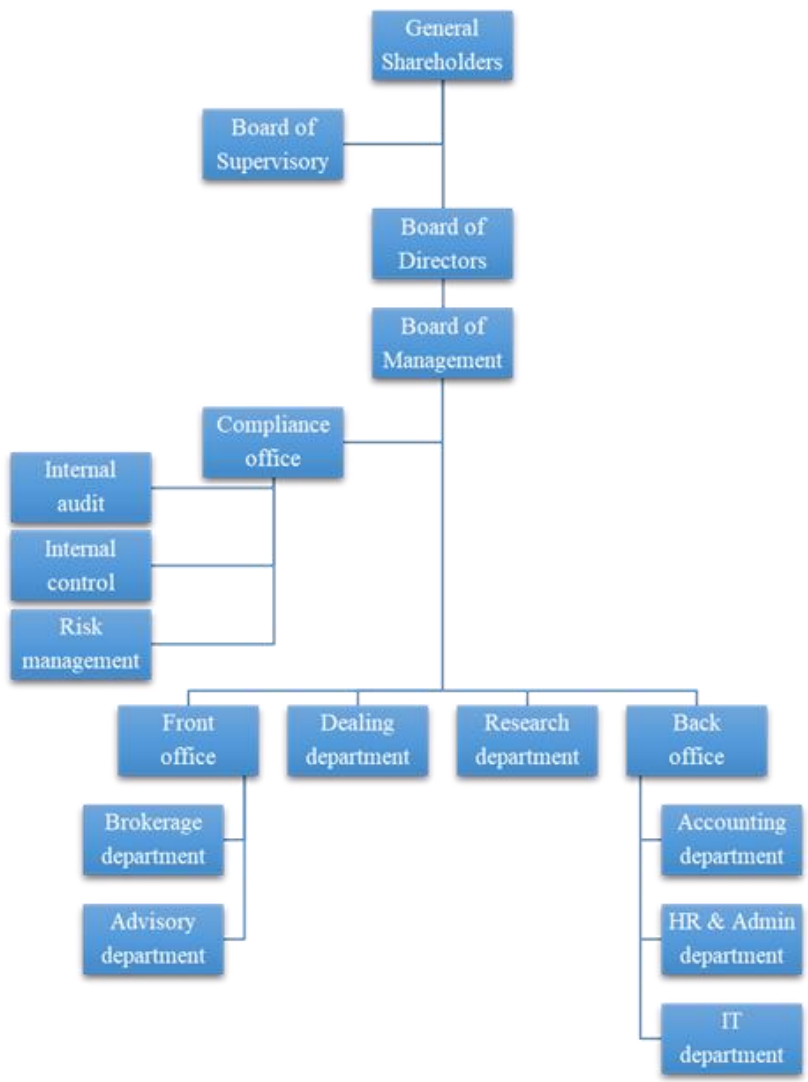 General
Shareholders
Board of
Supervisory
Board of
Directors
Board of
Management
Compliance
office
Internal
audit
Internal
control
Risk
management
Front
office
Dealing
department
Research
department
Back
office
Brokerage
department
Advisory
department
Accounting
department
HR & Admin
department
IT
department